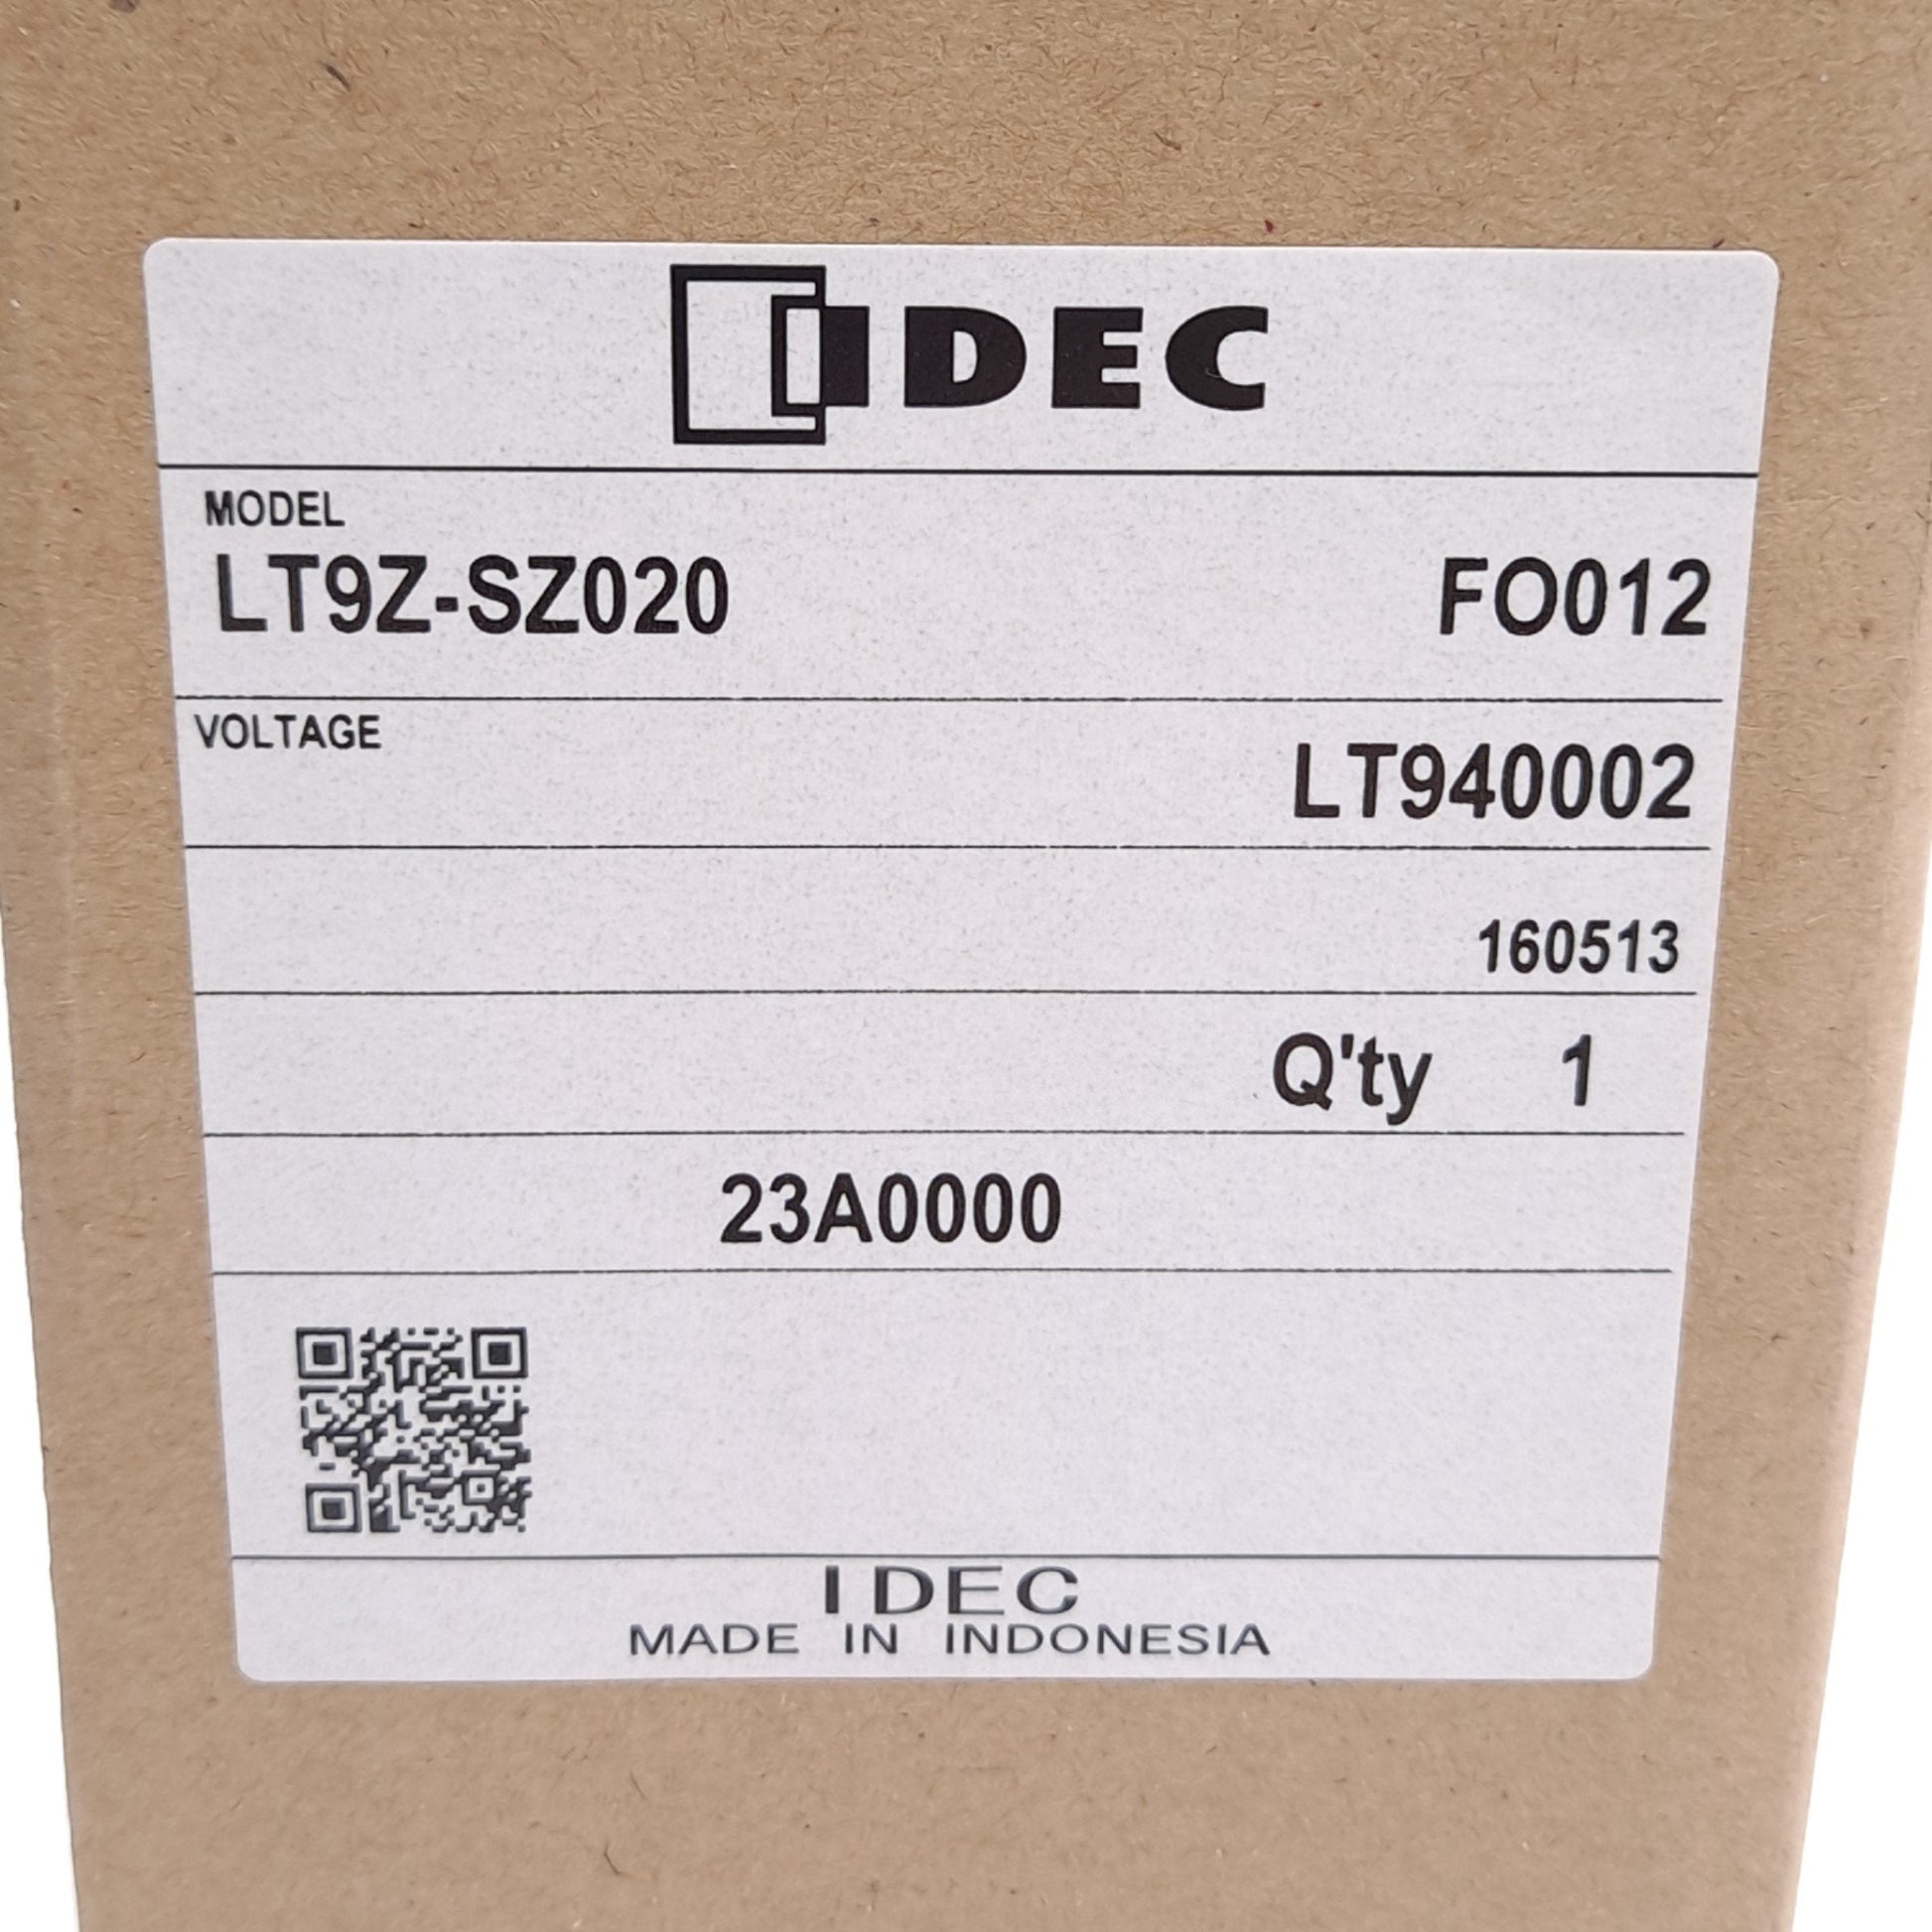 IDEC
MODEL
LT9Z-SZ020 FO012
VOLTAGE
LT940002
160513
Q'ty 1
23A0000
IDEC
MADE IN INDONESIA